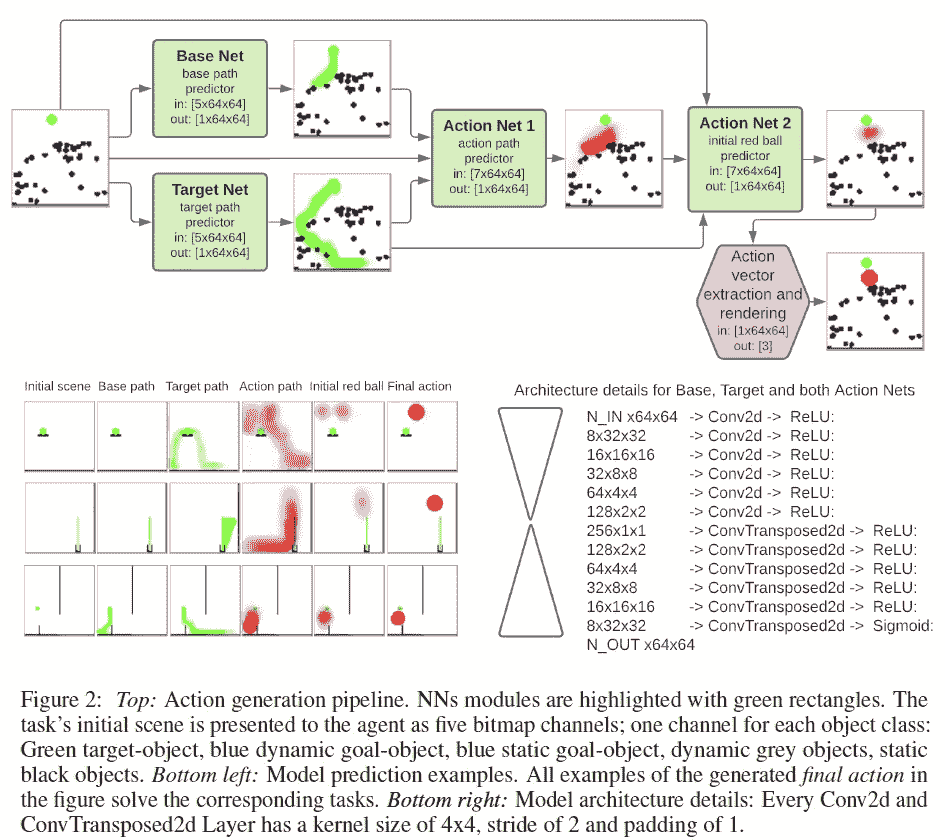 Base Net
base path
predictor
in: [5x64x64]
out: [1x64x64]
Target Net
target path
predictor
in: [5x64x64]
out: [1x64x64]
Action Net 1
action path
predictor
in: [7x64x64]
out: [1x64x64]
Action Net 2
initial red ball
predictor
in: [7x64x64]
out: [1x64x64]
Action
vector
extraction and
rendering
in: [1x64x64]
out: [3]
Initial scene Base path Target path Action path Initial red ball Final action
Architecture details for Base, Target and both Action Nets
N_IN x64x64 -> Conv2d -> ReLU:
8x32x32 -> Conv2d -> ReLU:
16x16x16 -> Conv2d -> ReLU:
32x8x8 -> Conv2d -> ReLU:
64x4x4 -> Conv2d -> ReLU:
128x2x2 -> Conv2d -> ReLU:
256x1x1 -> ConvTransposed2d -> ReLU:
128x2x2 -> ConvTransposed2d -> ReLU:
64x4x4 -> ConvTransposed2d -> ReLU:
32x8x8 -> ConvTransposed2d -> ReLU:
16x16x16 -> ConvTransposed2d -> ReLU:
8x32x32 -> ConvTransposed2d -> Sigmoid:
N_OUT x64x64
Figure 2: Top: Action generation pipeline. NNs modules are highlighted with green rectangles. The
task's initial scene is presented to the agent as five bitmap channels; one channel for each object class:
Green target-object, blue dynamic goal-object, blue static goal-object, dynamic grey objects, static
black objects. Bottom left: Model prediction examples. All examples of the generated final action in
the figure solve the corresponding tasks. Bottom right: Model architecture details: Every Conv2d and
ConvTransposed2d Layer has a kernel size of 4x4, stride of 2 and padding of 1.